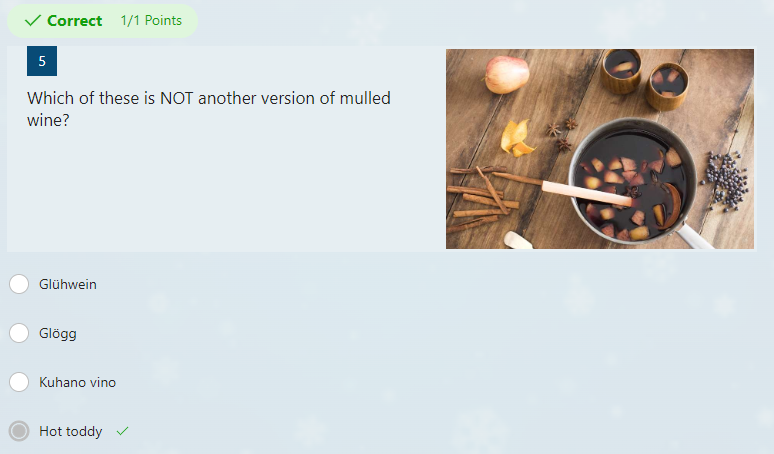 Correct 1/1 Points
5
Which of these is NOT another version of mulled
wine?
Glühwein
Glögg
Kuhano vino
Hot toddy